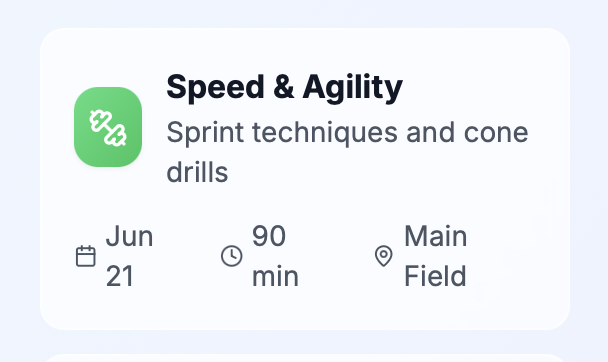 Speed & Agility
Sprint techniques and cone
drills
Jun
21
90
min
Main
Field